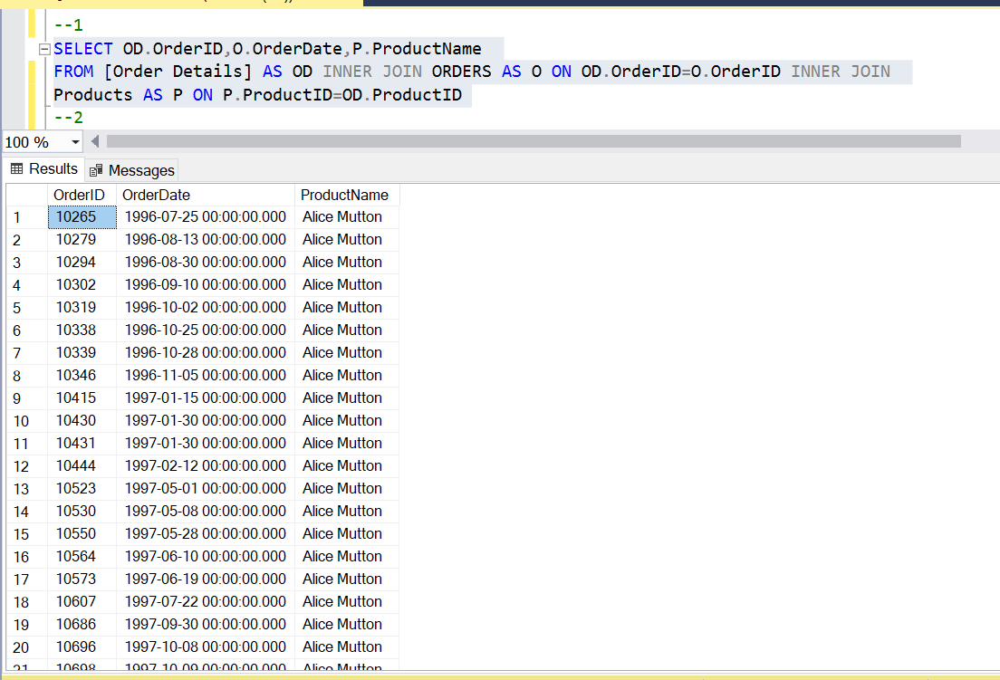 --1
SELECT OD.OrderID,O.OrderDate,P.ProductName
FROM [Order Details] AS OD INNER JOIN ORDERS AS O ON OD.OrderID=O.OrderID INNER JOIN
Products AS P ON P.ProductID=OD.ProductID
--2
100 %
Results Messages
OrderID OrderDate ProductName
1 10265 1996-07-25 00:00:00.000 Alice Mutton
2 10279 1996-08-13 00:00:00.000 Alice Mutton
3 10294 1996-08-30 00:00:00.000 Alice Mutton
4 10302 1996-09-10 00:00:00.000 Alice Mutton
5 10319 1996-10-02 00:00:00.000 Alice Mutton
6 10338 1996-10-25 00:00:00.000 Alice Mutton
7 10339 1996-10-28 00:00:00.000 Alice Mutton
8 10346 1996-11-05 00:00:00.000 Alice Mutton
9 10415 1997-01-15 00:00:00.000 Alice Mutton
10 10430 1997-01-30 00:00:00.000 Alice Mutton
11 10431 1997-01-30 00:00:00.000 Alice Mutton
12 10444 1997-02-12 00:00:00.000 Alice Mutton
13 10523 1997-05-01 00:00:00.000 Alice Mutton
14 10530 1997-05-08 00:00:00.000 Alice Mutton
15 10550 1997-05-28 00:00:00.000 Alice Mutton
16 10564 1997-06-10 00:00:00.000 Alice Mutton
17 10573 1997-06-19 00:00:00.000 Alice Mutton
18 10607 1997-07-22 00:00:00.000 Alice Mutton
19 10686 1997-09-30 00:00:00.000 Alice Mutton
20 10696 1997-10-08 00:00:00.000 Alice Mutton
21 10698 1997-10-09 00:00:00.000 Alice Mutton